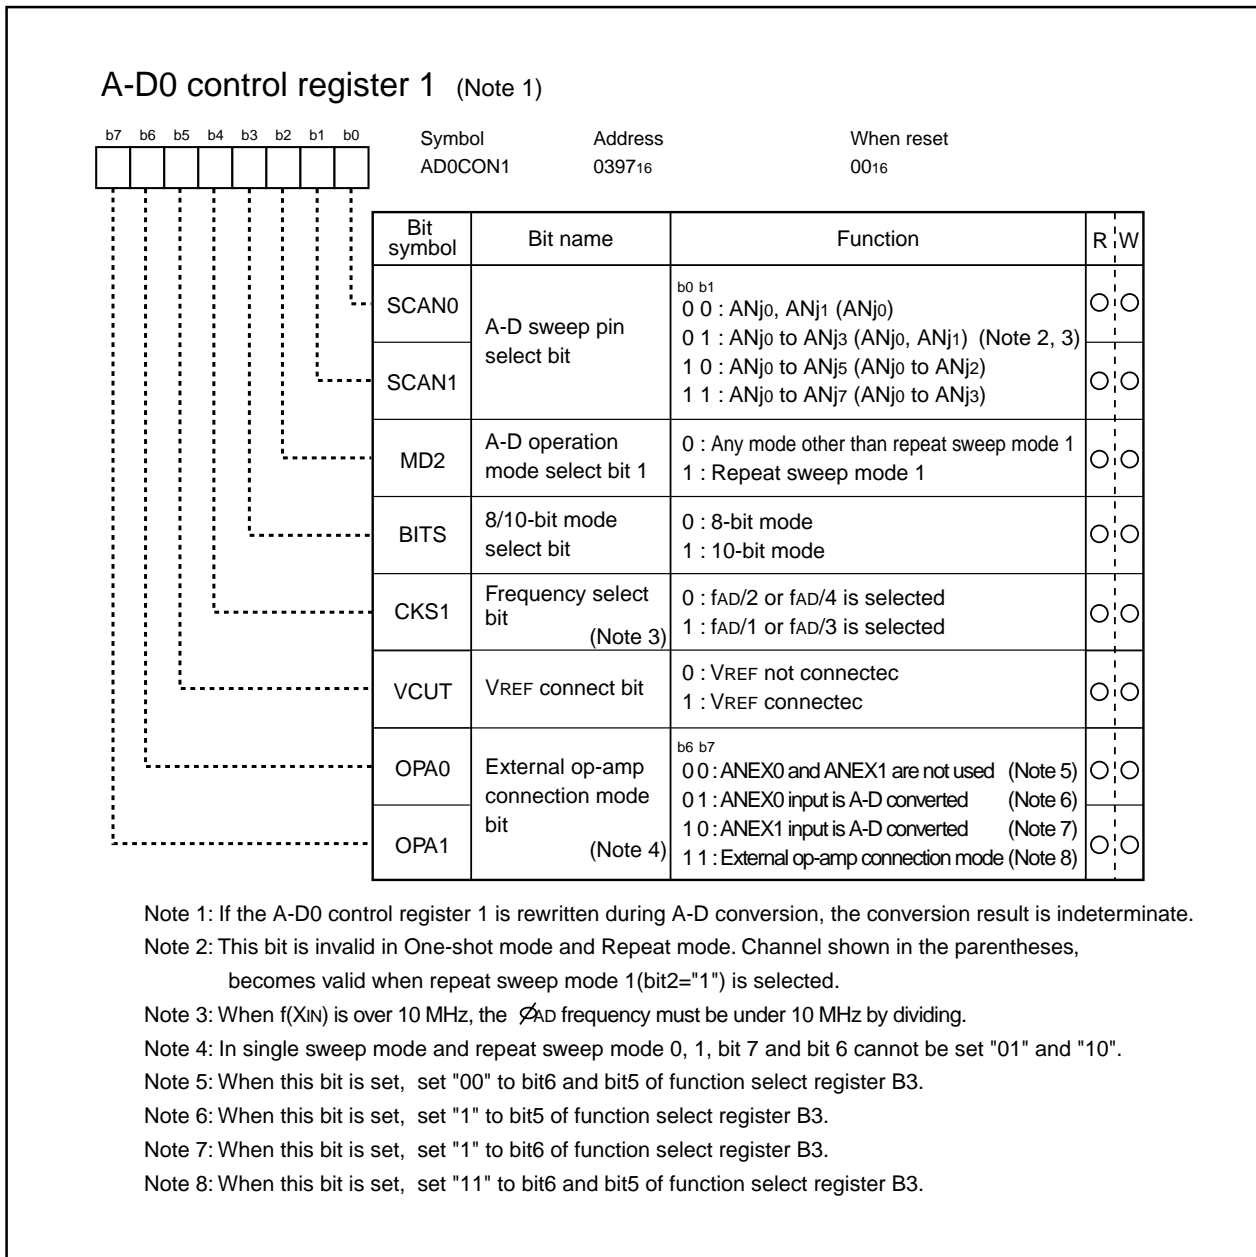 A-D0 control register 1 (Note 1)
b7 b6 b5 b4 b3 b2 b1 b0
Symbol Address When reset
AD0CON1 039716 0016
Bit symbol Bit name Function R W
SCAN0
SCAN1
A-D sweep pin
select bit
b0 b1
0 0 : ANj0, ANj1 (ANj0)
0 1 : ANj0 to ANj3 (ANj0, ANj1) (Note 2, 3)
1 0 : ANj0 to ANj5 (ANj0 to ANj2)
1 1 : ANj0 to ANj7 (ANj0 to ANj3)
MD2
A-D operation
mode select bit 1
0 : Any mode other than repeat sweep mode 1
1 : Repeat sweep mode 1
BITS
8/10-bit mode
select bit
0 : 8-bit mode
1 : 10-bit mode
CKS1
Frequency select
bit
(Note 3)
0 : fAD/2 or fAD/4 is selected
1 : fAD/1 or fAD/3 is selected
VCUT
VREF connect bit
0 : VREF not connectec
1 : VREF connectec
OPA0
OPA1
External op-amp
connection mode
bit
(Note 4)
b6 b7
0 0 : ANEX0 and ANEX1 are not used (Note 5)
0 1 : ANEX0 input is A-D converted (Note 6)
1 0 : ANEX1 input is A-D converted (Note 7)
1 1 : External op-amp connection mode (Note 8)
Note 1: If the A-D0 control register 1 is rewritten during A-D conversion, the conversion result is indeterminate.
Note 2: This bit is invalid in One-shot mode and Repeat mode. Channel shown in the parentheses,
becomes valid when repeat sweep mode 1(bit2="1") is selected.
Note 3: When f(XIN) is over 10 MHz, the ØAD frequency must be under 10 MHz by dividing.
Note 4: In single sweep mode and repeat sweep mode 0, 1, bit 7 and bit 6 cannot be set "01" and "10".
Note 5: When this bit is set, set "00" to bit6 and bit5 of function select register B3.
Note 6: When this bit is set, set "1" to bit5 of function select register B3.
Note 7: When this bit is set, set "1" to bit6 of function select register B3.
Note 8: When this bit is set, set "11" to bit6 and bit5 of function select register B3.